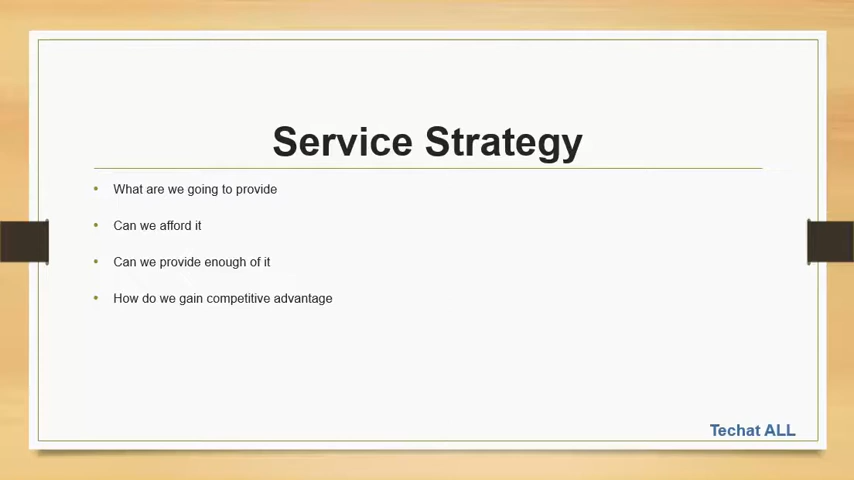 Service Strategy
What are we going to provide
Can we afford it
Can we provide enough of it
How do we gain competitive advantage
Techat ALL